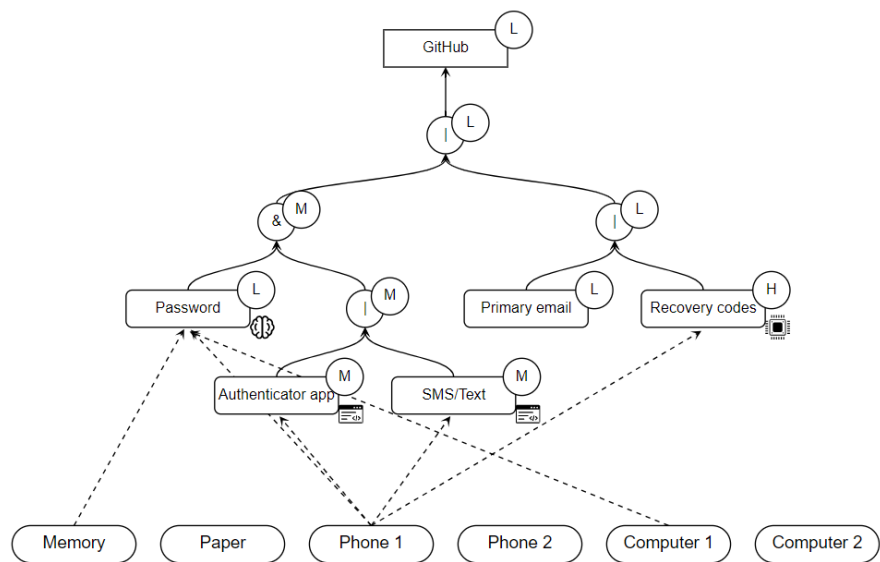 L
GitHub
L
|
M
&
L
|
L
Password
M
|
L
Primary email
H
Recovery codes
M
Authenticator app
M
SMS/Text
Memory
Paper
Phone 1
Phone 2
Computer 1
Computer 2